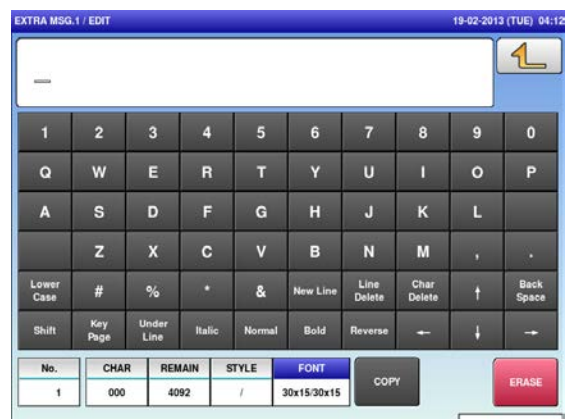 EXTRA MSG.1 / EDIT 19-02-2013 (TUE) 04:12
1 2 3 4 5 6 7 8 9 0
Q W E R T Y U I O P
A S D F G H J K L
Z X C V B N M , .
Lower Case # % * & New Line Line Delete Char Delete ↑ Back Space
Shift Key Page Under Line Italic Normal Bold Reverse ← ↓ →
No. CHAR REMAIN STYLE FONT COPY ERASE
1 000 4092 / 30x15/30x15